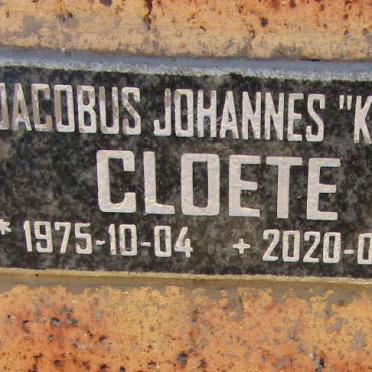 JACOBUS JOHANNES "K
CLOETE
* 1975-10-04 + 2020-0